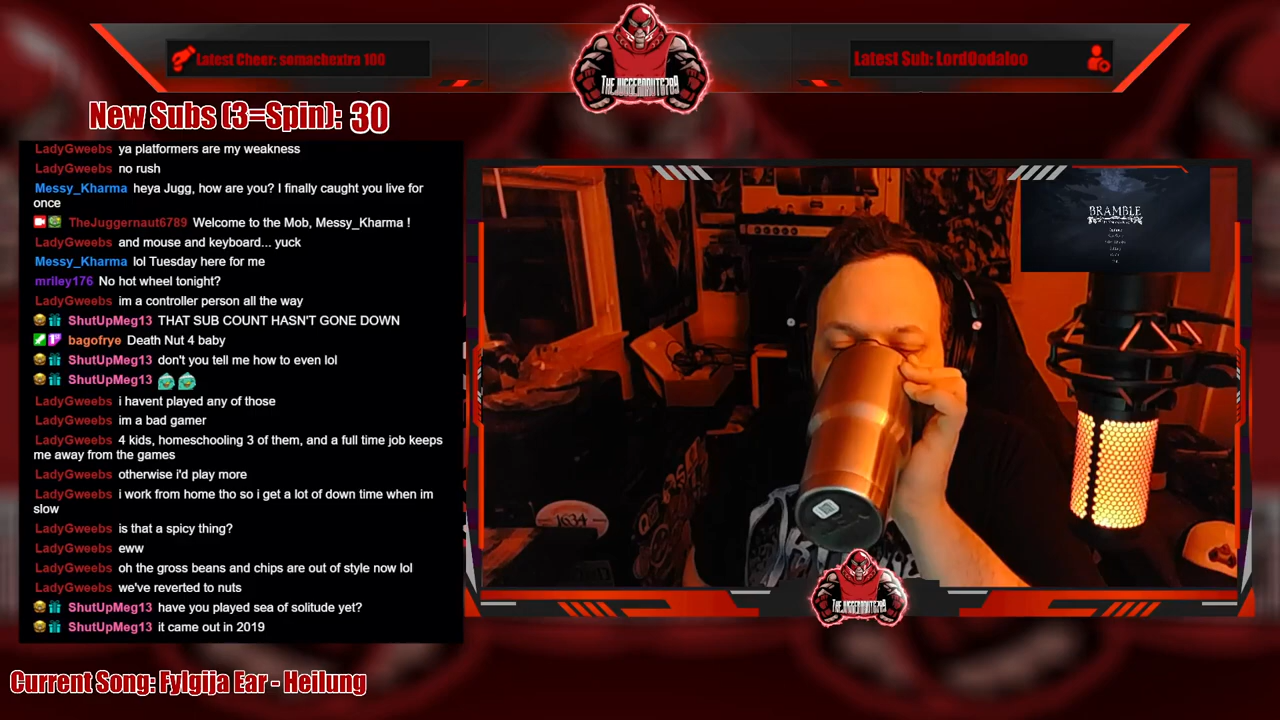 Latest Cheer: somachextra 100
THEJUGGERNAUT6789
Latest Sub: LordOodaloo
New Subs (3=Spin): 30
LadyGweebs ya platformers are my weakness
LadyGweebs no rush
Messy_Kharma heya Jugg, how are you? I finally caught you live for
once
TheJuggernaut6789 Welcome to the Mob, Messy_Kharma !
LadyGweebs and mouse and keyboard... yuck
Messy_Kharma lol Tuesday here for me
mriley176 No hot wheel tonight?
LadyGweebs im a controller person all the way
ShutUpMeg13 THAT SUB COUNT HASN'T GONE DOWN
bagofrye Death Nut 4 baby
ShutUpMeg13 don't you tell me how to even lol
ShutUpMeg13
LadyGweebs i havent played any of those
LadyGweebs im a bad gamer
LadyGweebs 4 kids, homeschooling 3 of them, and a full time job keeps
me away from the games
LadyGweebs otherwise i'd play more
LadyGweebs i work from home tho so i get a lot of down time when im
slow
LadyGweebs is that a spicy thing?
LadyGweebs eww
LadyGweebs oh the gross beans and chips are out of style now lol
LadyGweebs we've reverted to nuts
ShutUpMeg13 have you played sea of solitude yet?
ShutUpMeg13 it came out in 2019
BRAMBLE
1634
THEJUGGERNAUT6789
Current Song: Fylgija Ear - Heilung